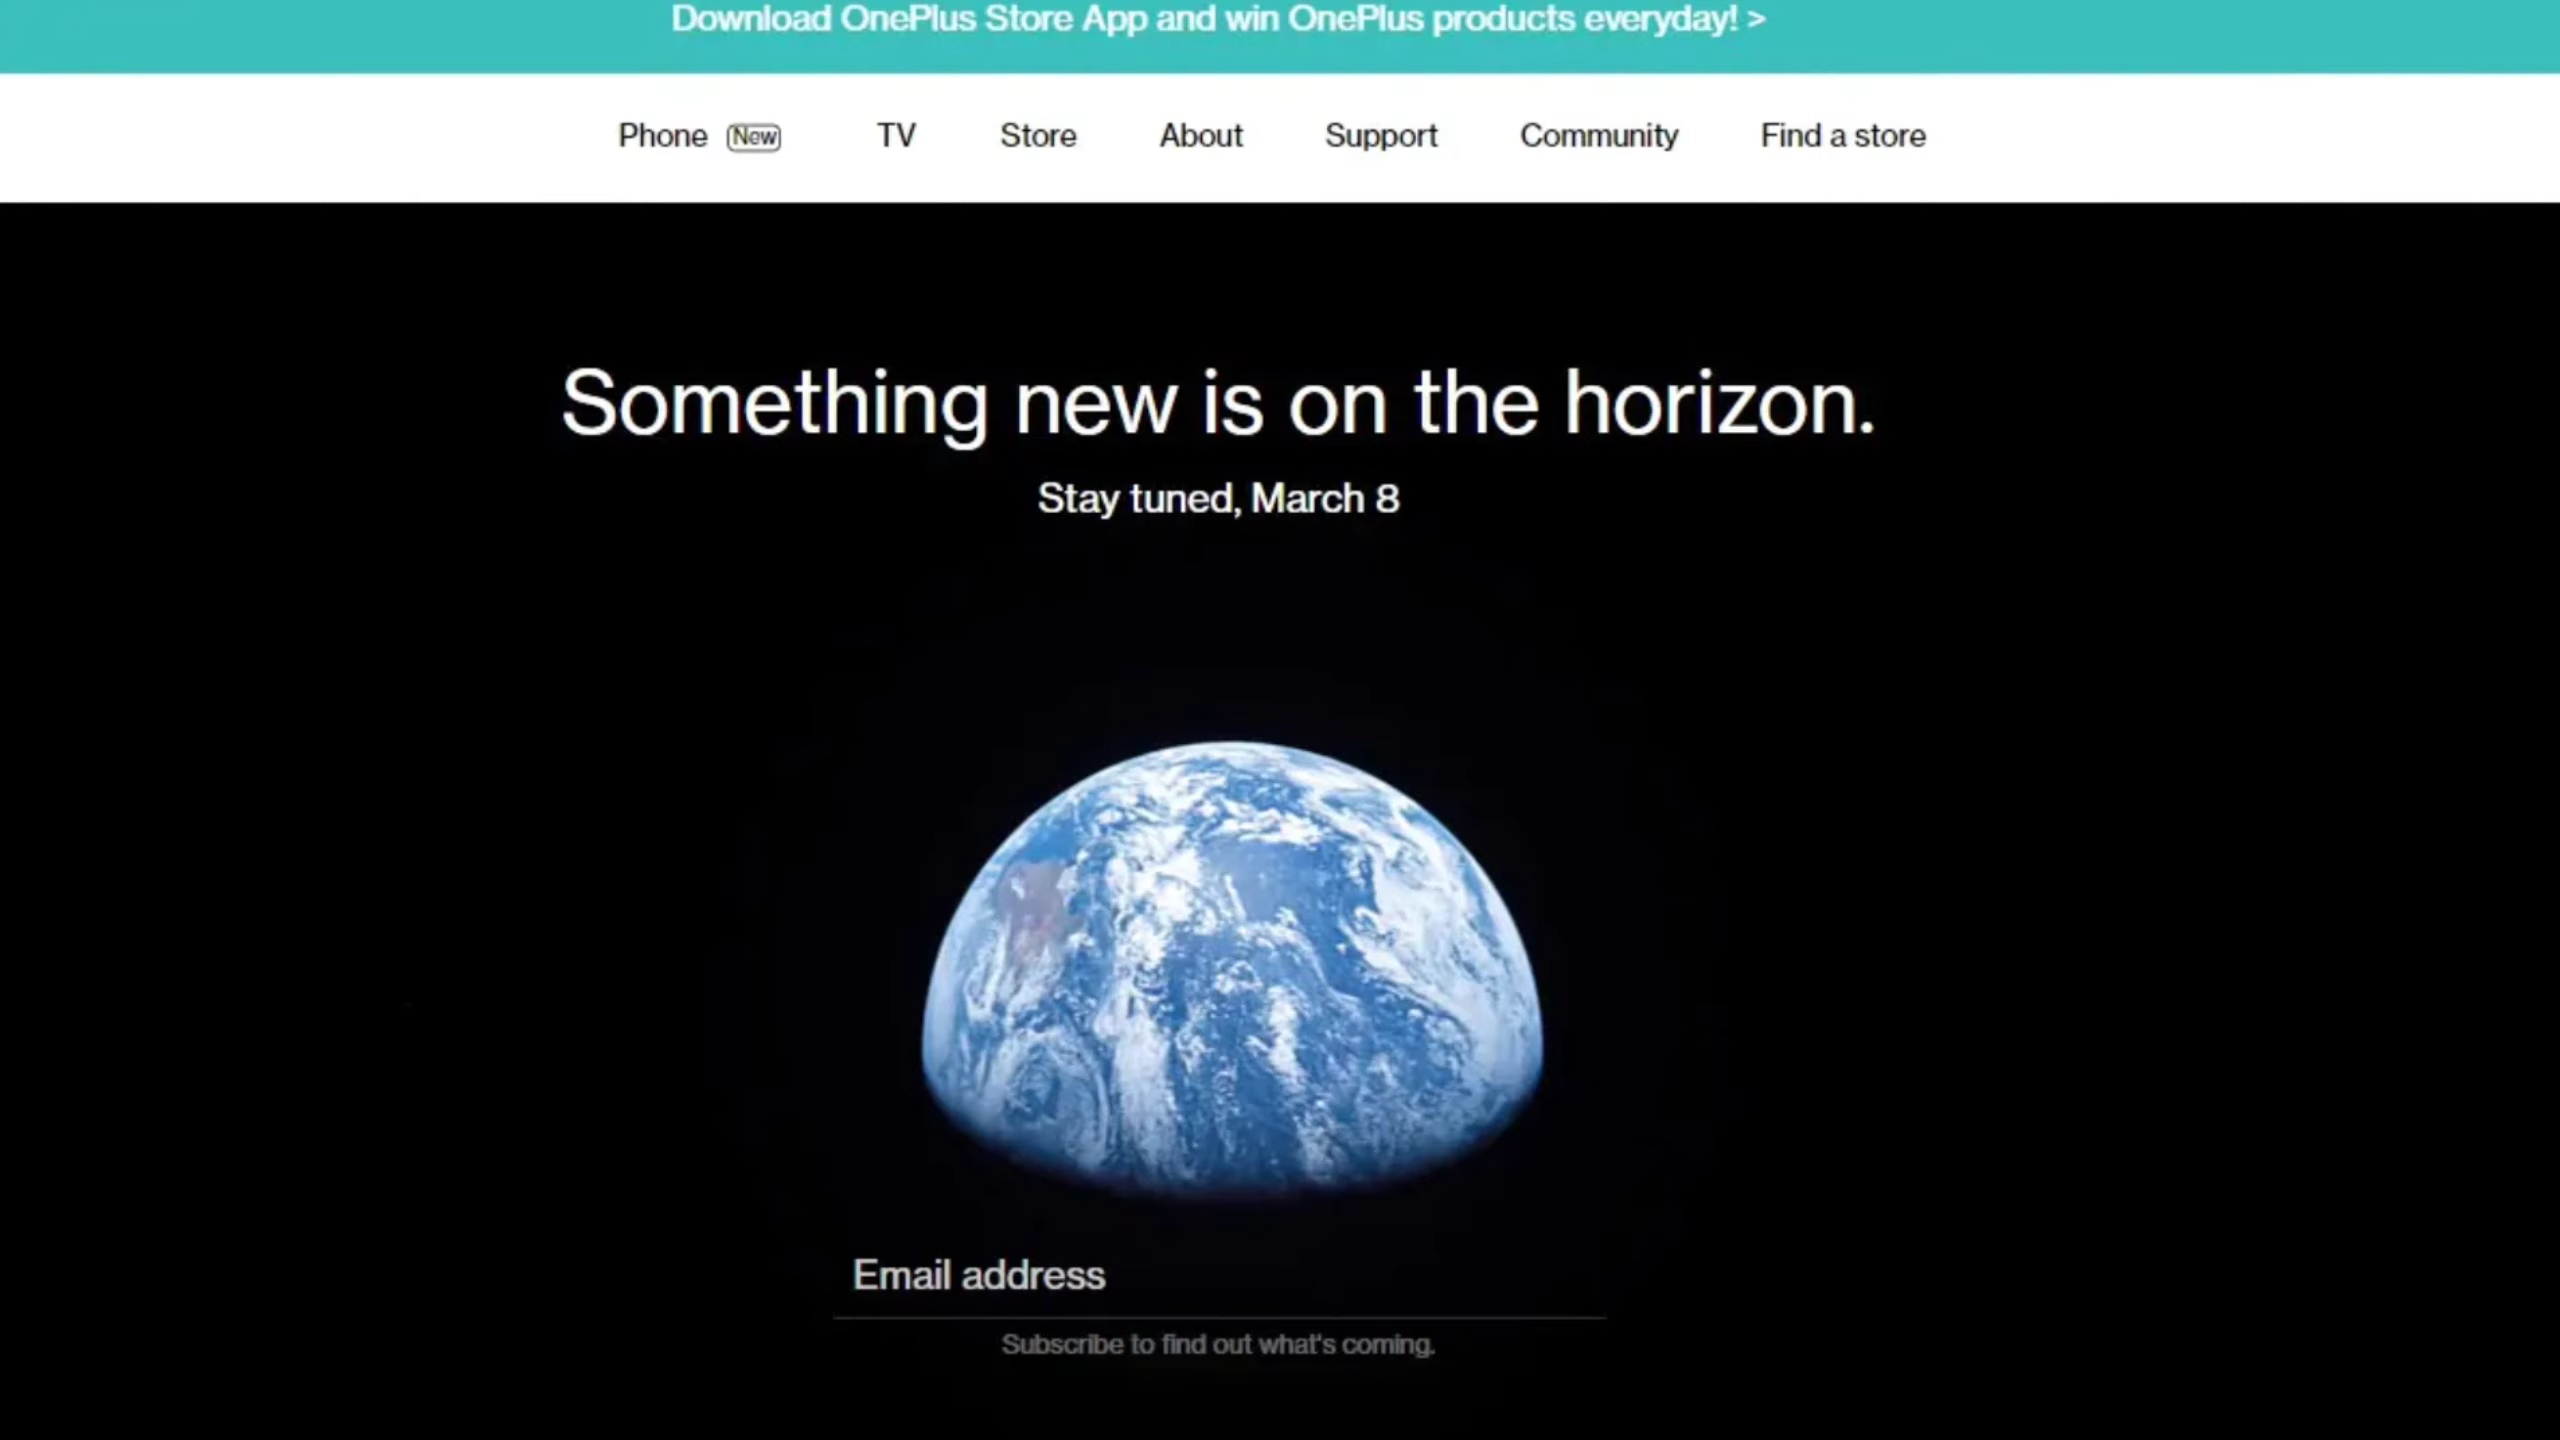 Download OnePlus Store App and win OnePlus products everyday! >
Phone New TV Store About Support Community Find a store
Something new is on the horizon.
Stay tuned, March 8
Email address
Subscribe to find out what's coming.